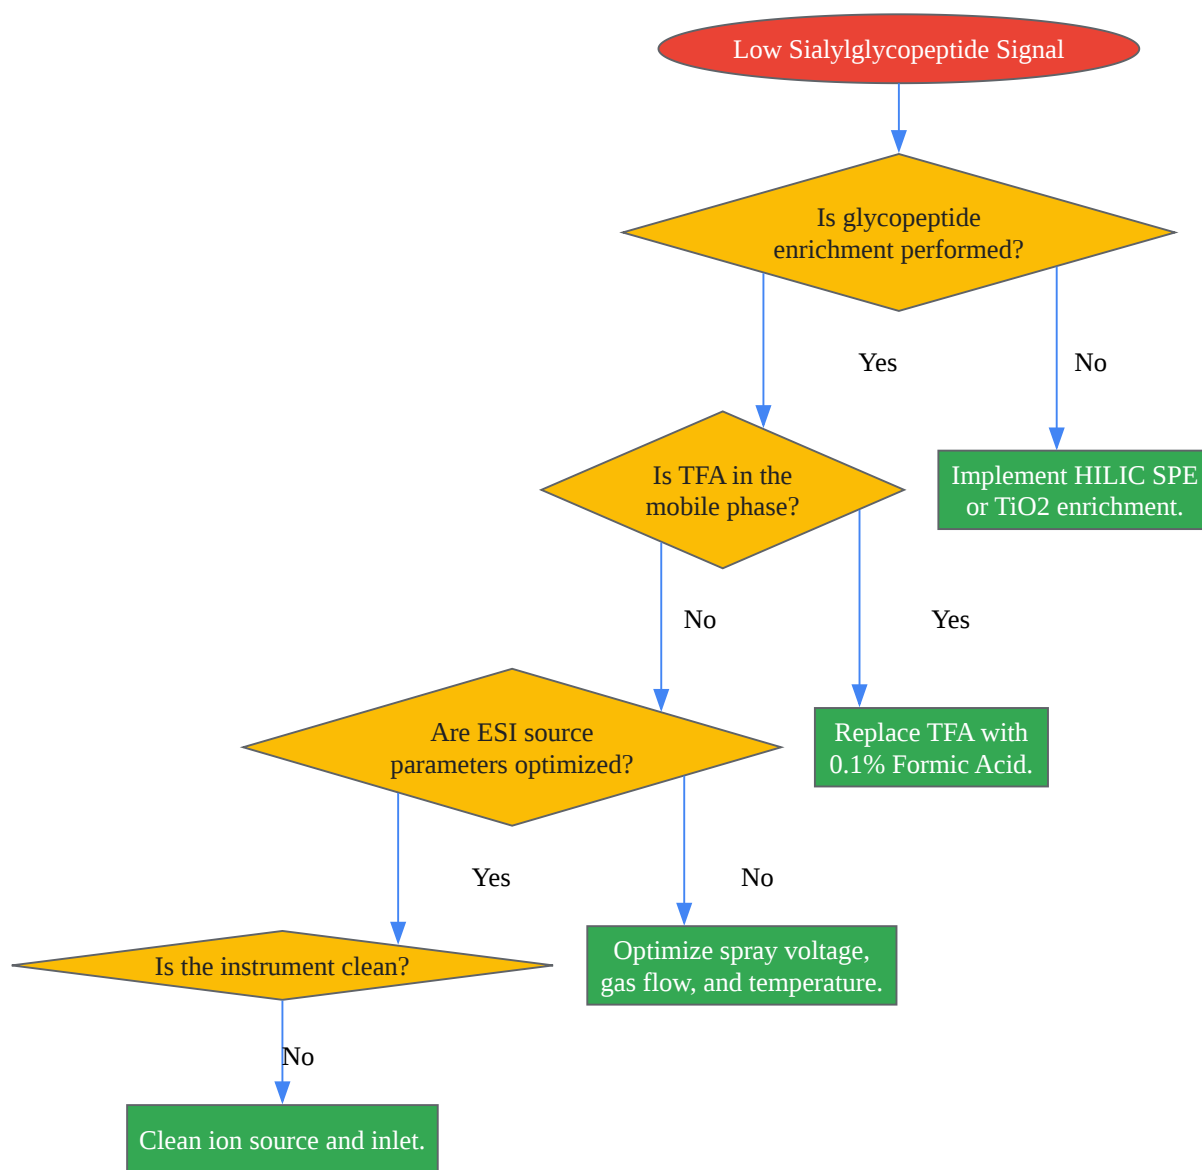 Low Sialylglycopeptide Signal
Is glycopeptide
enrichment performed?
Yes
No
Is TFA in the
mobile phase?
Implement HILIC SPE
or TiO2 enrichment.
No
Yes
Are ESI source
parameters optimized?
Replace TFA with
0.1% Formic Acid.
Yes
No
Is the instrument clean?
Optimize spray voltage,
gas flow, and temperature.
No
Clean ion source and inlet.